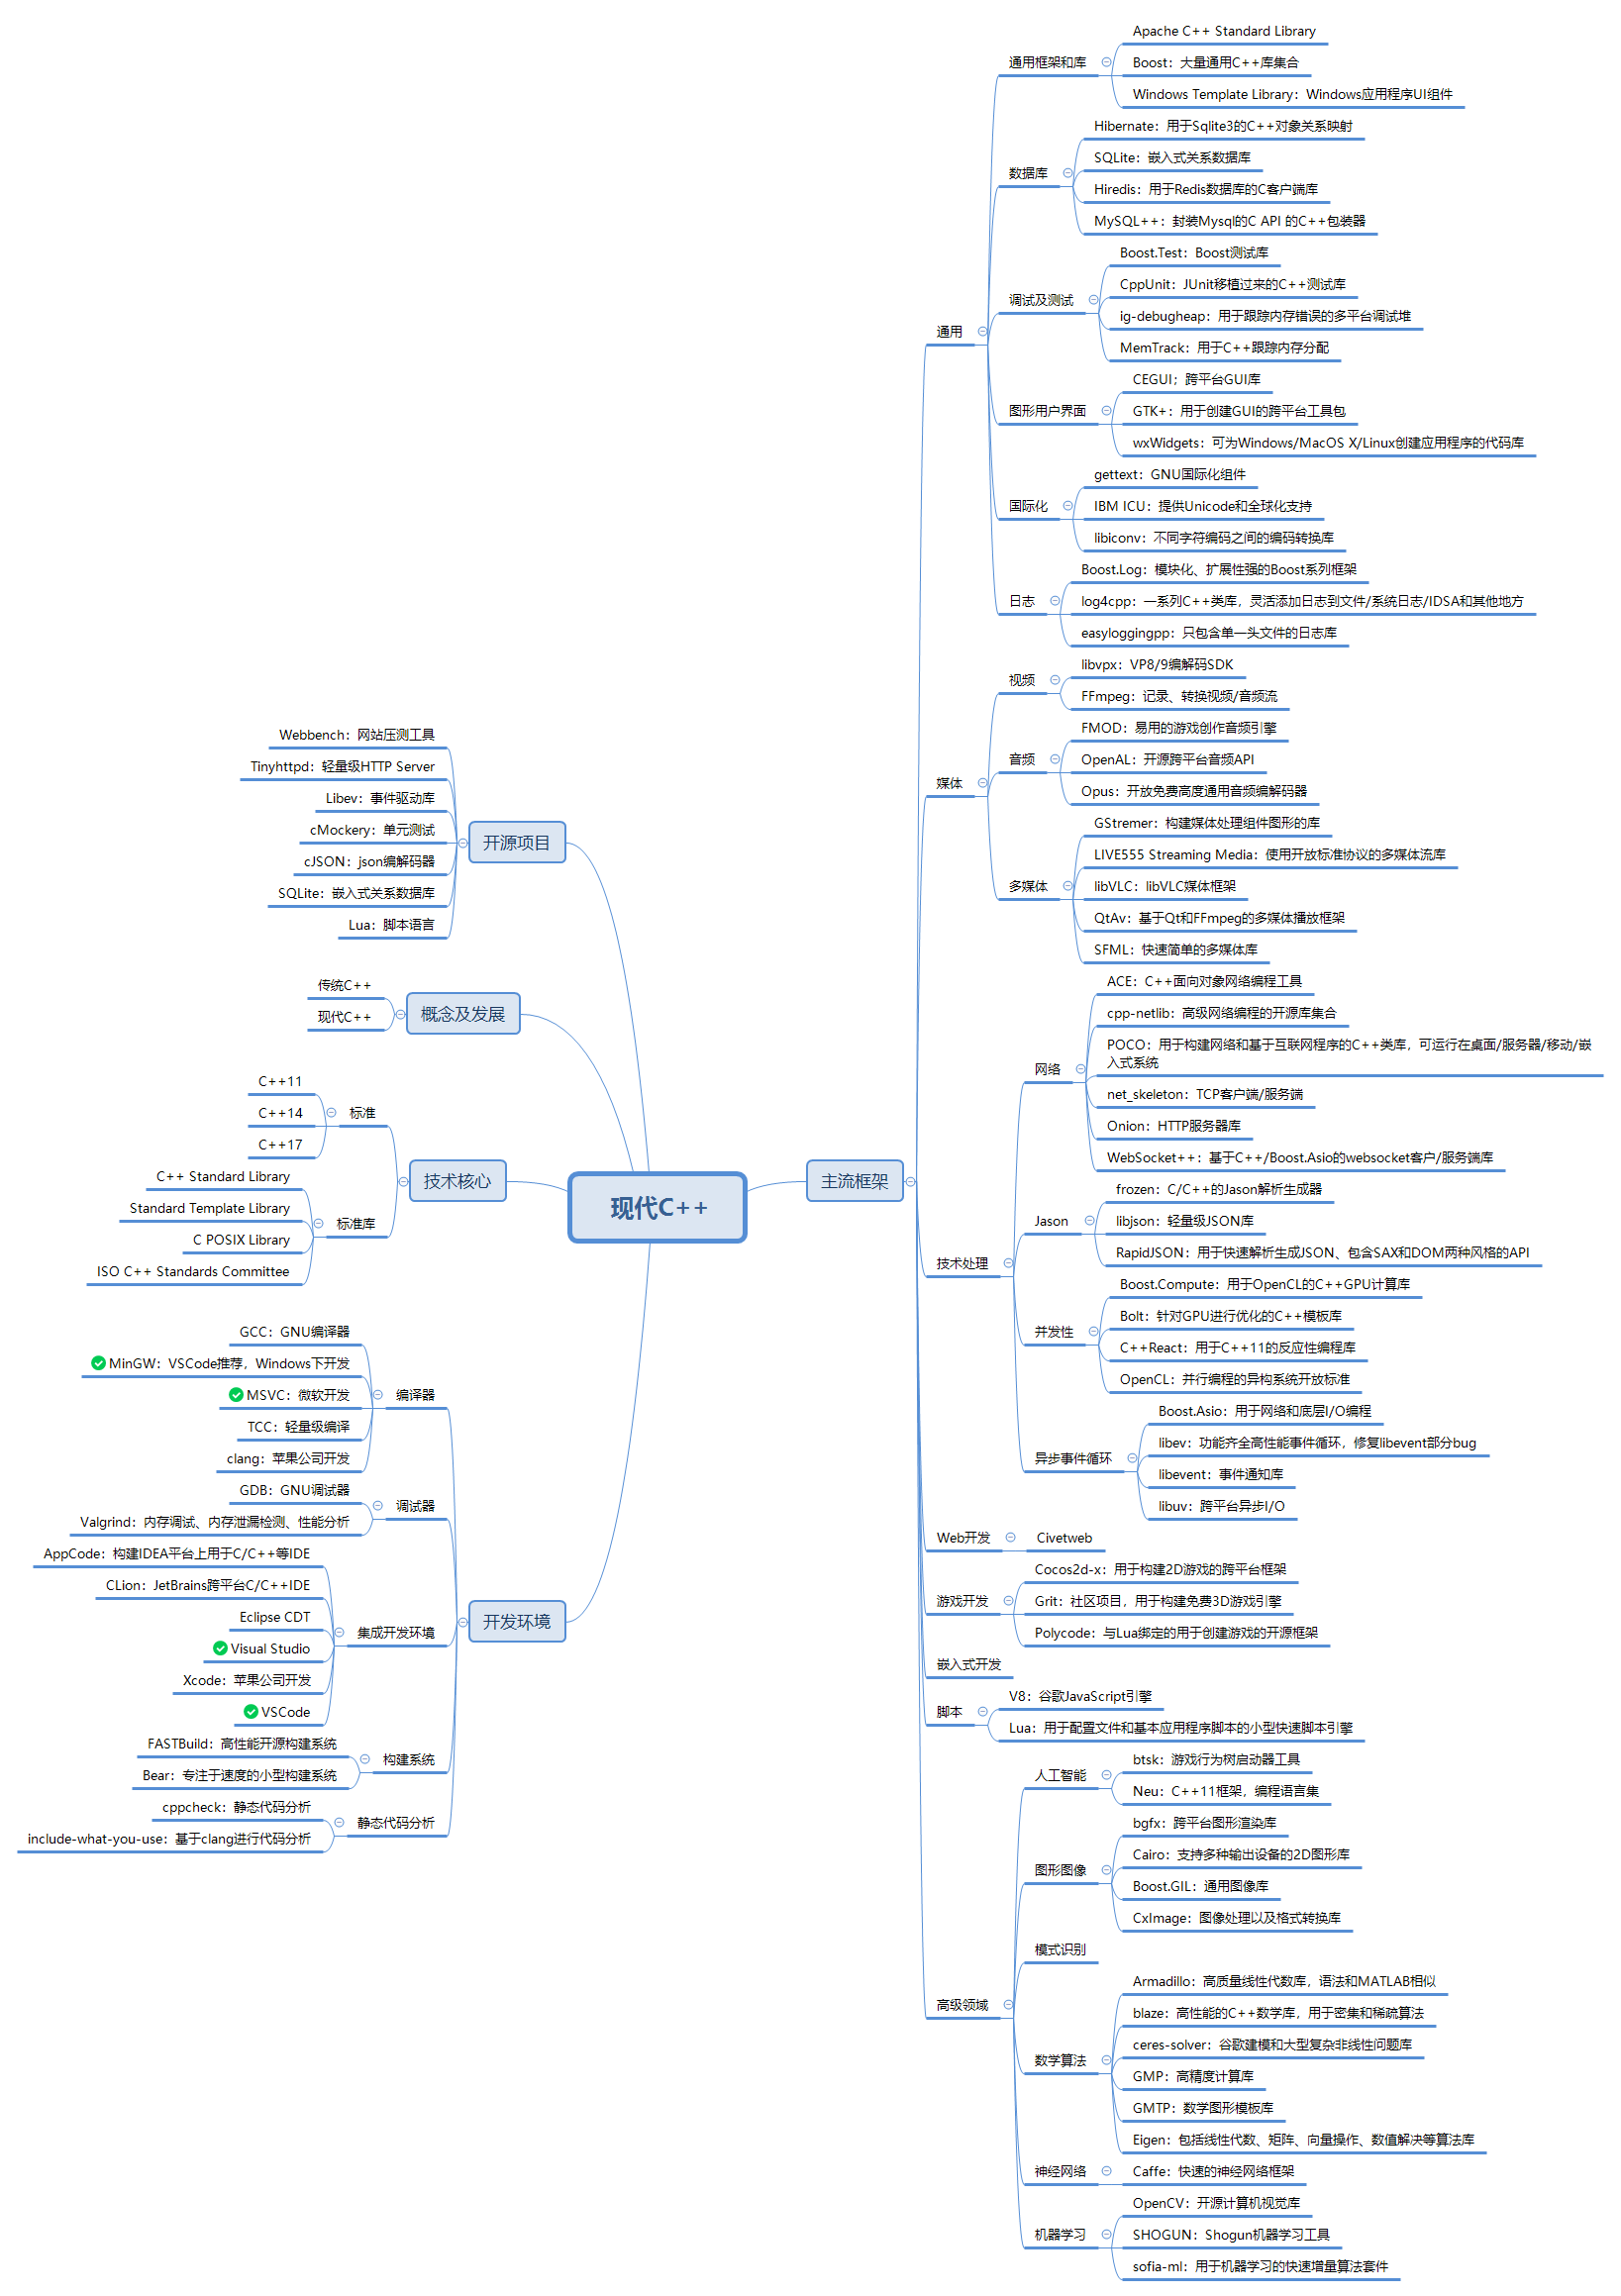 现代C++
开源项目
Webbench：网站压测工具
Tinyhttpd：轻量级HTTP Server
Libev：事件驱动库
cMockery：单元测试
cJSON：json编解码器
SQLite：嵌入式关系数据库
Lua：脚本语言
概念及发展
传统C++
现代C++
技术核心
标准
C++11
C++14
C++17
标准库
C++ Standard Library
Standard Template Library
C POSIX Library
ISO C++ Standards Committee
开发环境
编译器
GCC：GNU编译器
MinGW：VSCode推荐，Windows下开发
MSVC：微软开发
TCC：轻量级编译
clang：苹果公司开发
调试器
GDB：GNU调试器
Valgrind：内存调试、内存泄漏检测、性能分析
集成开发环境
AppCode：构建IDEA平台上用于C/C++等IDE
CLion：JetBrains跨平台C/C++IDE
Eclipse CDT
Visual Studio
Xcode：苹果公司开发
VSCode
构建系统
FASTBuild：高性能开源构建系统
Bear：专注于速度的小型构建系统
静态代码分析
cppcheck：静态代码分析
include-what-you-use：基于clang进行代码分析
主流框架
通用
通用框架和库
Apache C++ Standard Library
Boost：大量通用C++库集合
Windows Template Library：Windows应用程序UI组件
数据库
Hibernate：用于Sqlite3的C++对象关系映射
SQLite：嵌入式关系数据库
Hiredis：用于Redis数据库的C客户端库
MySQL++：封装Mysql的C API 的C++包装器
调试及测试
Boost.Test：Boost测试库
CppUnit：JUnit移植过来的C++测试库
ig-debugheap：用于跟踪内存错误的多平台调试堆
MemTrack：用于C++跟踪内存分配
图形用户界面
CEGUI；跨平台GUI库
GTK+：用于创建GUI的跨平台工具包
wxWidgets：可为Windows/MacOS X/Linux创建应用程序的代码库
国际化
gettext：GNU国际化组件
IBM ICU：提供Unicode和全球化支持
libiconv：不同字符编码之间的编码转换库
日志
Boost.Log：模块化、扩展性强的Boost系列框架
log4cpp：一系列C++类库，灵活添加日志到文件/系统日志/IDSA和其他地方
easyloggingpp：只包含单一头文件的日志库
媒体
视频
libvpx：VP8/9编解码SDK
FFmpeg：记录、转换视频/音频流
音频
FMOD：易用的游戏创作音频引擎
OpenAL：开源跨平台音频API
Opus：开放免费高度通用音频编解码器
多媒体
GStremer：构建媒体处理组件图形的库
LIVE555 Streaming Media：使用开放标准协议的多媒体流库
libVLC：libVLC媒体框架
QtAv：基于Qt和FFmpeg的多媒体播放框架
SFML：快速简单的多媒体库
技术处理
网络
ACE：C++面向对象网络编程工具
cpp-netlib：高级网络编程的开源库集合
POCO：用于构建网络和基于互联网程序的C++类库，可运行在桌面/服务器/移动/嵌
入式系统
net_skeleton：TCP客户端/服务端
Onion：HTTP服务器库
WebSocket++：基于C++/Boost.Asio的websocket客户/服务端库
Jason
frozen：C/C++的Jason解析生成器
libjson：轻量级JSON库
RapidJSON：用于快速解析生成JSON、包含SAX和DOM两种风格的API
并发性
Boost.Compute：用于OpenCL的C++GPU计算库
Bolt：针对GPU进行优化的C++模板库
C++React：用于C++11的反应性编程库
OpenCL：并行编程的异构系统开放标准
异步事件循环
Boost.Asio：用于网络和底层I/O编程
libev：功能齐全高性能事件循环，修复libevent部分bug
libevent：事件通知库
libuv：跨平台异步I/O
Web开发
Civetweb
游戏开发
Cocos2d-x：用于构建2D游戏的跨平台框架
Grit：社区项目，用于构建免费3D游戏引擎
Polycode：与Lua绑定的用于创建游戏的开源框架
嵌入式开发
脚本
V8：谷歌JavaScript引擎
Lua：用于配置文件和基本应用程序脚本的小型快速脚本引擎
高级领域
人工智能
btsk：游戏行为树启动器工具
Neu：C++11框架，编程语言集
图形图像
bgfx：跨平台图形渲染库
Cairo：支持多种输出设备的2D图形库
Boost.GIL：通用图像库
CxImage：图像处理以及格式转换库
模式识别
数学算法
Armadillo：高质量线性代数库，语法和MATLAB相似
blaze：高性能的C++数学库，用于密集和稀疏算法
ceres-solver：谷歌建模和大型复杂非线性问题库
GMP：高精度计算库
GMTP：数学图形模板库
Eigen：包括线性代数、矩阵、向量操作、数值解决等算法库
神经网络
Caffe：快速的神经网络框架
机器学习
OpenCV：开源计算机视觉库
SHOGUN：Shogun机器学习工具
sofia-ml：用于机器学习的快速增量算法套件